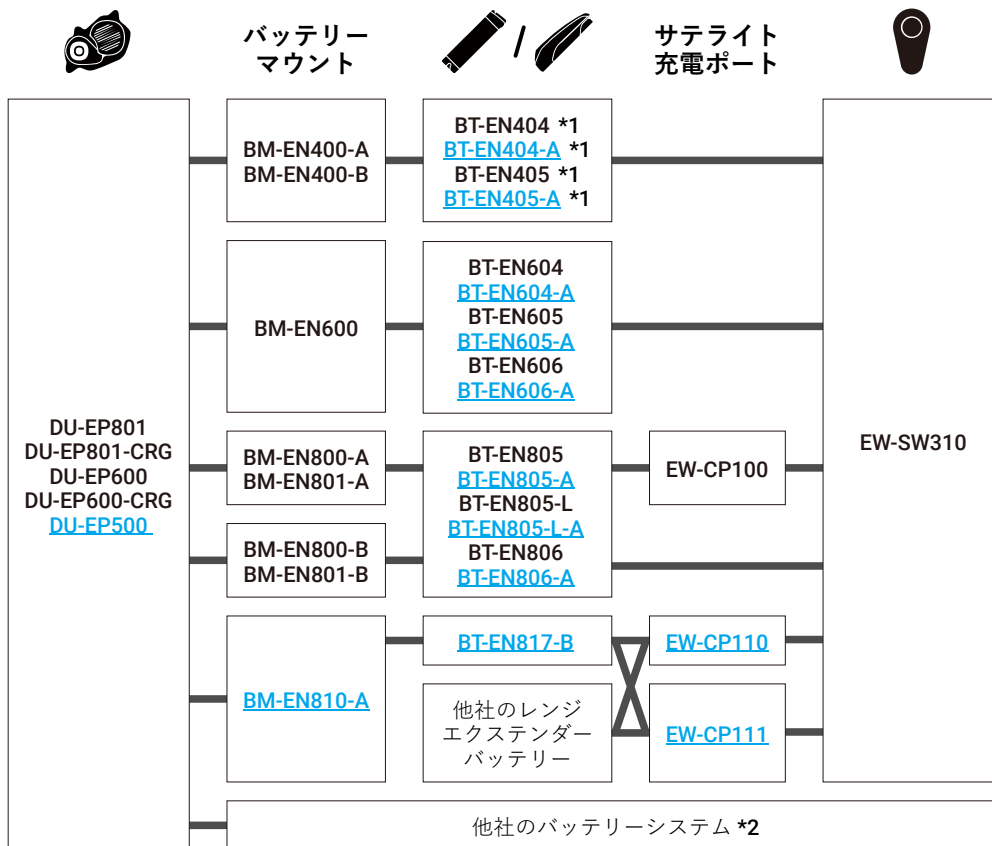 バッテリー
マウント
/
サテライト
充電ポート
DU-EP801
DU-EP801-CRG
DU-EP600
DU-EP600-CRG
DU-EP500
BM-EN400-A
BM-EN400-B
BT-EN404 *1
BT-EN404-A *1
BT-EN405 *1
BT-EN405-A *1
BM-EN600
BT-EN604
BT-EN604-A
BT-EN605
BT-EN605-A
BT-EN606
BT-EN606-A
BM-EN800-A
BM-EN801-A
BM-EN800-B
BM-EN801-B
BT-EN805
BT-EN805-A
BT-EN805-L
BT-EN805-L-A
BT-EN806
BT-EN806-A
EW-CP100
BM-EN810-A
BT-EN817-B
他社のレンジ
エクステンダー
バッテリー
EW-CP110
EW-CP111
EW-SW310
他社のバッテリーシステム *2